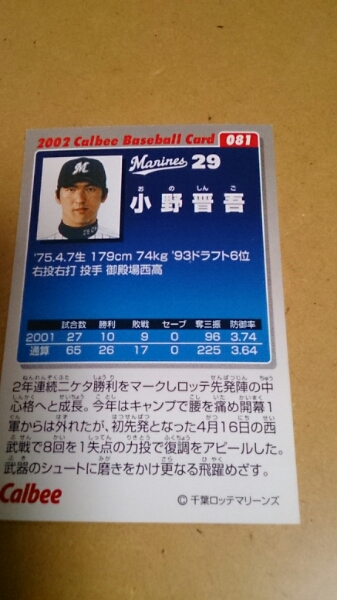 2002 Calbee Baseball Card 081
Marines 29
お の しん ご
小野晋吾
'75.4.7生 179cm 74kg '93ドラフト6位
右投右打 投手 御殿場西高
試合数 勝利 敗戦 セーブ 奪三振 防御率
2001 27 10 9 0 96 3.74
通算 65 26 17 0 225 3.64
2年連続二ケタ勝利をマークしロッテ先発陣の中
心格へと成長。今年はキャンプで腰を痛め開幕1
軍からは外れたが、初先発となった4月16日の西
武戦で8回を1失点の力投で復調をアピールした。
武器のシュートに磨きをかけ更なる飛躍めざす。
Calbee
© 千葉ロッテマリーンズ